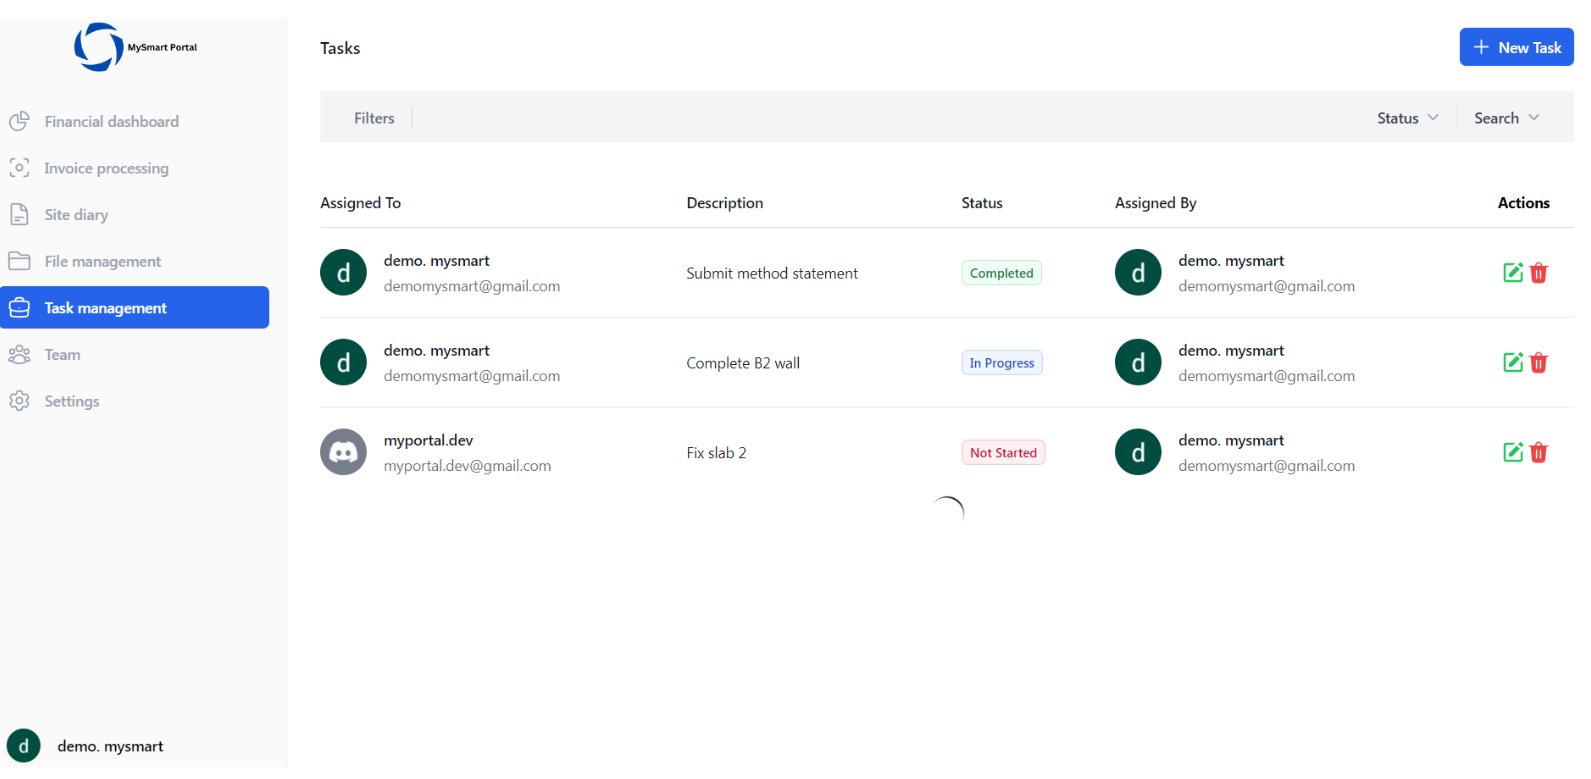 MySmart Portal
Financial dashboard
Invoice processing
Site diary
File management
Task management
Team
Settings
d demo. mysmart
Tasks
New Task
Filters
Status
Search
Assigned To Description Status Assigned By Actions
d demo. mysmart
demomysmart@gmail.com
Submit method statement
Completed
d demo. mysmart
demomysmart@gmail.com
d demo. mysmart
demomysmart@gmail.com
Complete B2 wall
In Progress
d demo. mysmart
demomysmart@gmail.com
myportal.dev
myportal.dev@gmail.com
Fix slab 2
Not Started
d demo. mysmart
demomysmart@gmail.com